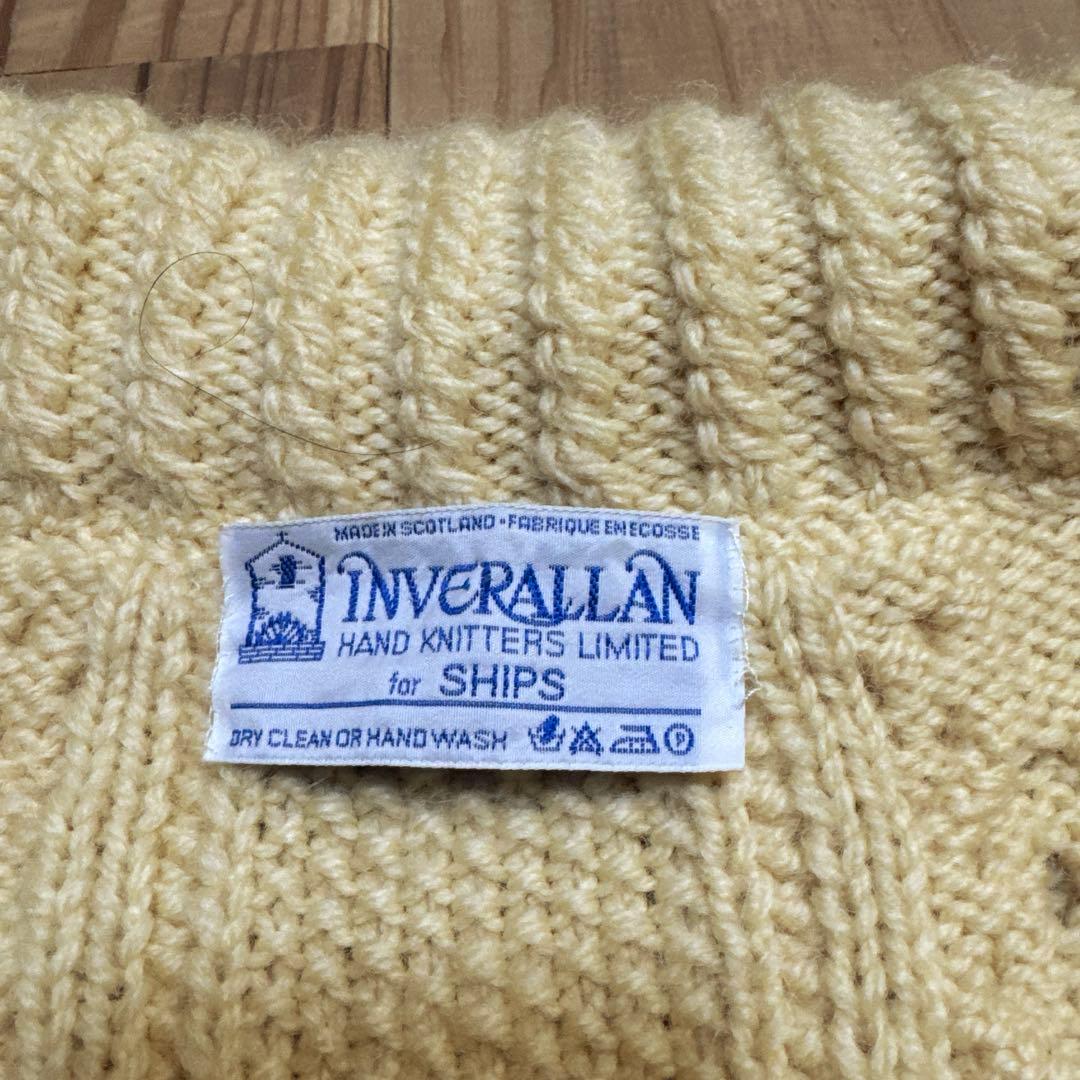 MADE IN SCOTLAND - FABRIQUE EN ECOSSE
INVERALLAN
HAND KNITTERS LIMITED
for SHIPS
DRY CLEAN OR HAND WASH P